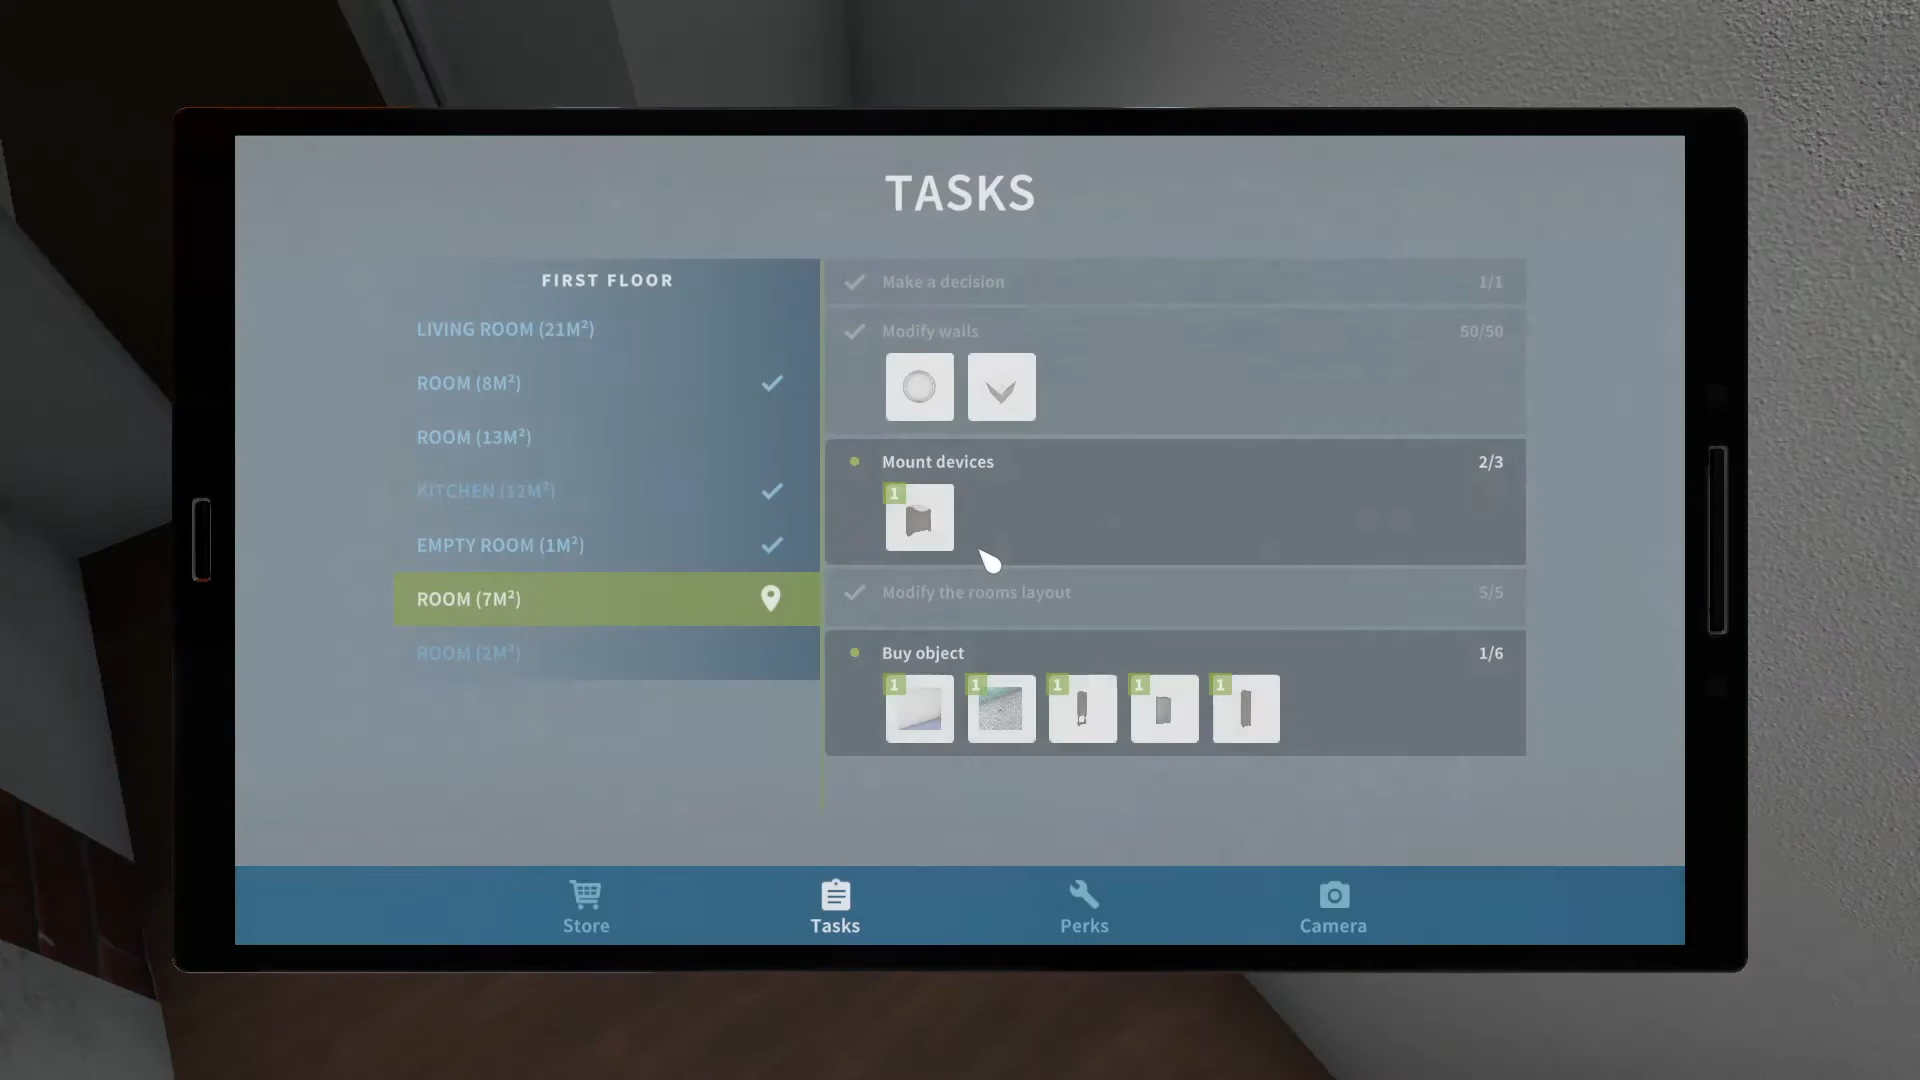 TASKS
FIRST FLOOR
LIVING ROOM (21M²)
ROOM (8M²)
ROOM (13M²)
KITCHEN (12M²)
EMPTY ROOM (1M²)
ROOM (7M²)
ROOM (2M²)
Make a decision 1/1
Modify walls 50/50
Mount devices 2/3
1
Modify the rooms layout 5/5
Buy object 1/6
1 1 1 1 1
Store Tasks Perks Camera